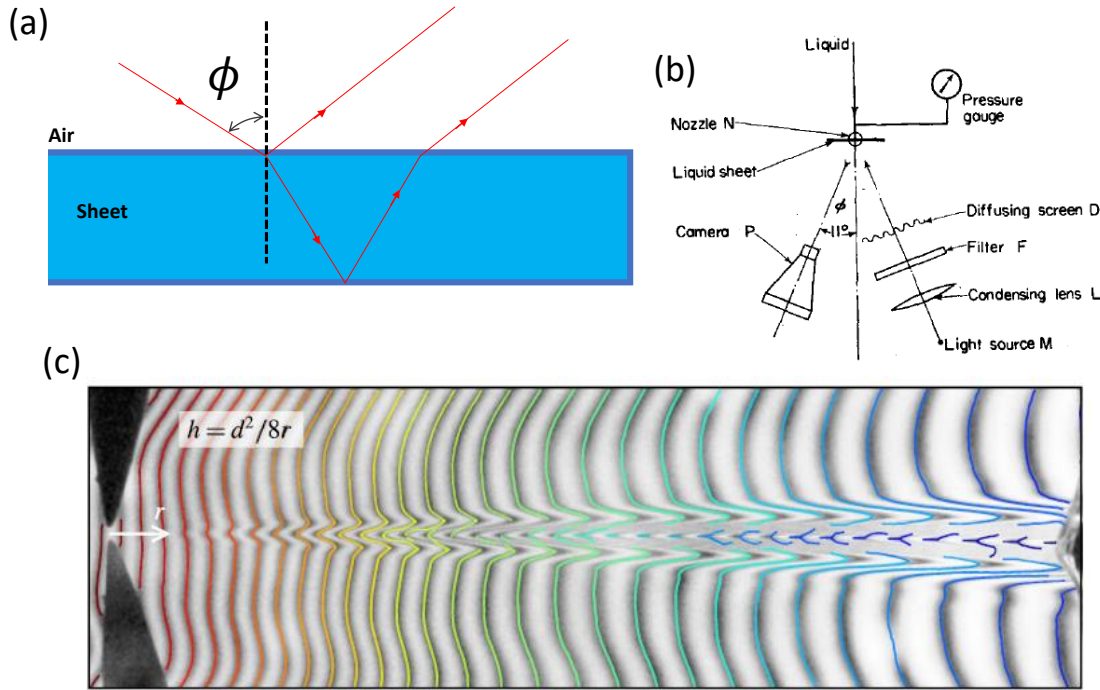 (a)
ϕ
Air
Sheet
(b)
Liquid
Pressure
gauge
Nozzle N
Liquid sheet
ϕ
11°
Camera P
Diffusing screen D
Filter F
Condensing lens L
Light source M
(c)
h = d²/8r
r